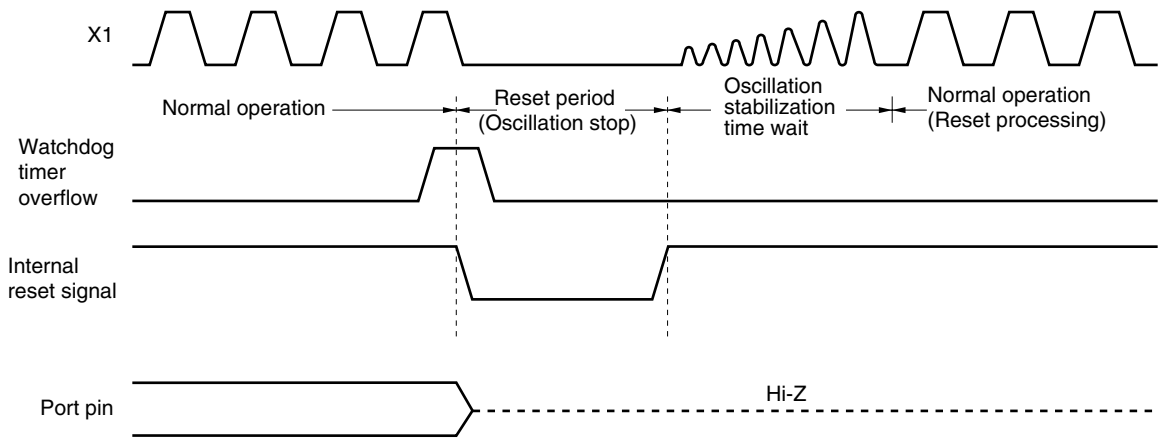 X1
Normal operation
Reset period
(Oscillation stop)
Oscillation
stabilization
time wait
Normal operation
(Reset processing)
Watchdog
timer
overflow
Internal
reset signal
Port pin
Hi-Z